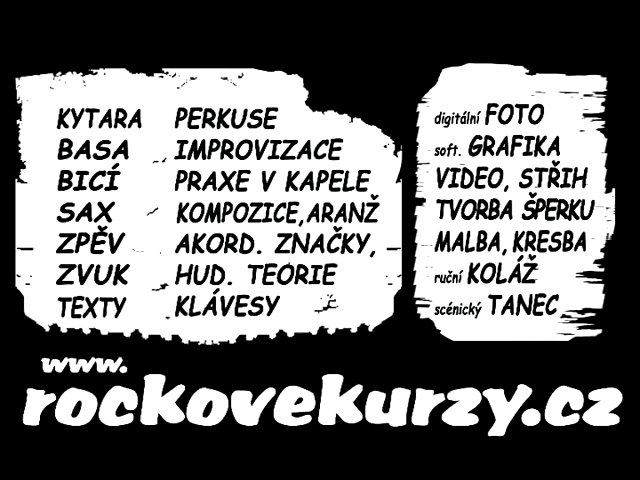 KYTARA
BASA
BICÍ
SAX
ZPĚV
ZVUK
TEXTY
PERKUSE
IMPROVIZACE
PRAXE V KAPELE
KOMPOZICE, ARANŽ
AKORD. ZNAČKY,
HUD. TEORIE
KLÁVESY
digitální FOTO
soft. GRAFIKA
VIDEO, STŘIH
TVORBA ŠPERKU
MALBA, KRESBA
ruční KOLÁŽ
scénický TANEC
www.
rockovekurzy.cz